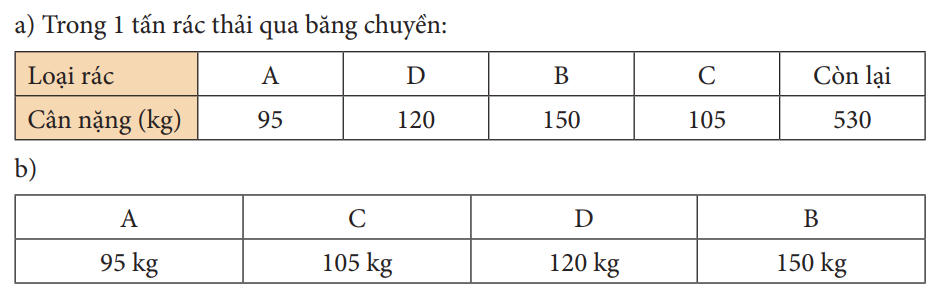 a) Trong 1 tấn rác thải qua băng chuyền:
Loại rác A D B C Còn lại
Cân nặng (kg) 95 120 150 105 530
b)
A C D B
95 kg 105 kg 120 kg 150 kg